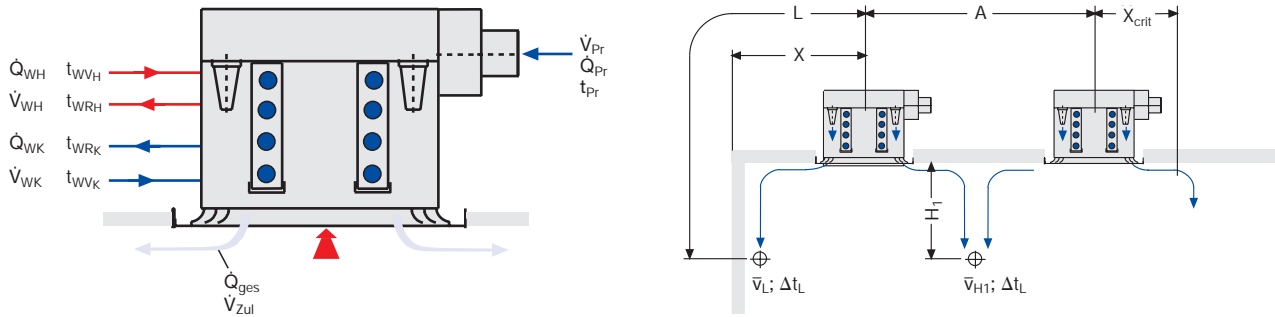 Q̇WH tWVH
V̇WH tWRH
Q̇WK tWRK
V̇WK tWVK
V̇Pr
Q̇Pr
tPr
Q̇ges
V̇Zul
L A Xcrit
X
H1
v̅L; ΔtL
v̅H1; ΔtL